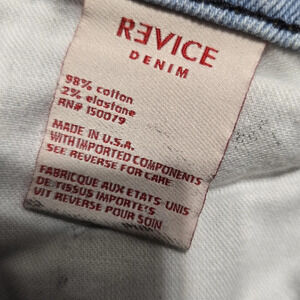 REVICE
DENIM
98% cotton
2% elastane
RN# 150079
MADE IN U.S.A.
WITH IMPORTED COMPONENTS
SEE REVERSE FOR CARE
FABRIQUE AUX ETATS-UNIS
DE TISSUS IMPORTE'S
VIT REVERSE POUR SOIN